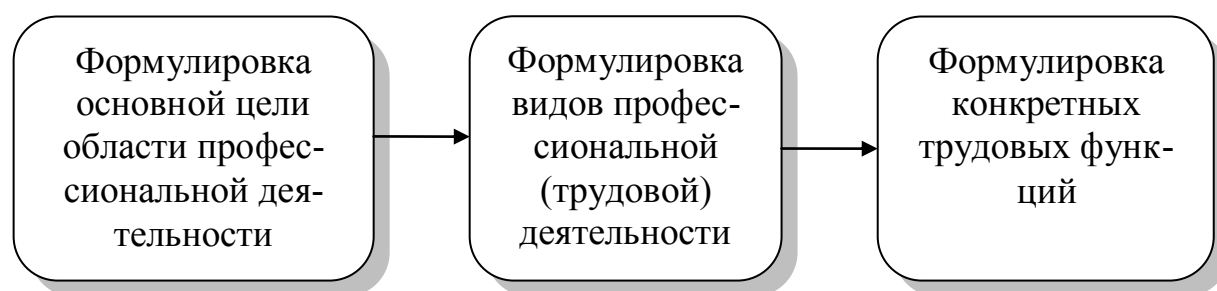 Формулировка
основной цели
области профес-
сиональной дея-
тельности
Формулировка
видов профес-
сиональной
(трудовой)
деятельности
Формулировка
конкретных
трудовых функ-
ций